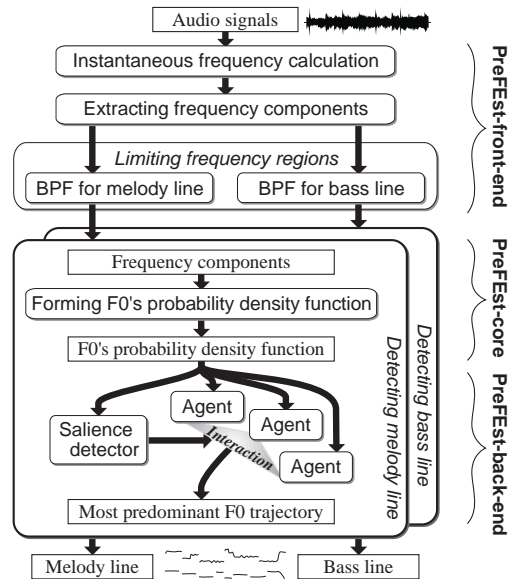 Audio signals
Instantaneous frequency calculation
Extracting frequency components
Limiting frequency regions
BPF for melody line
BPF for bass line
PreFEst-front-end
Frequency components
Forming F0's probability density function
F0's probability density function
PreFEst-core
Agent
Agent
Salience
detector
Interaction
Agent
Most predominant F0 trajectory
Detecting melody line
Detecting bass line
PreFEst-back-end
Melody line
Bass line